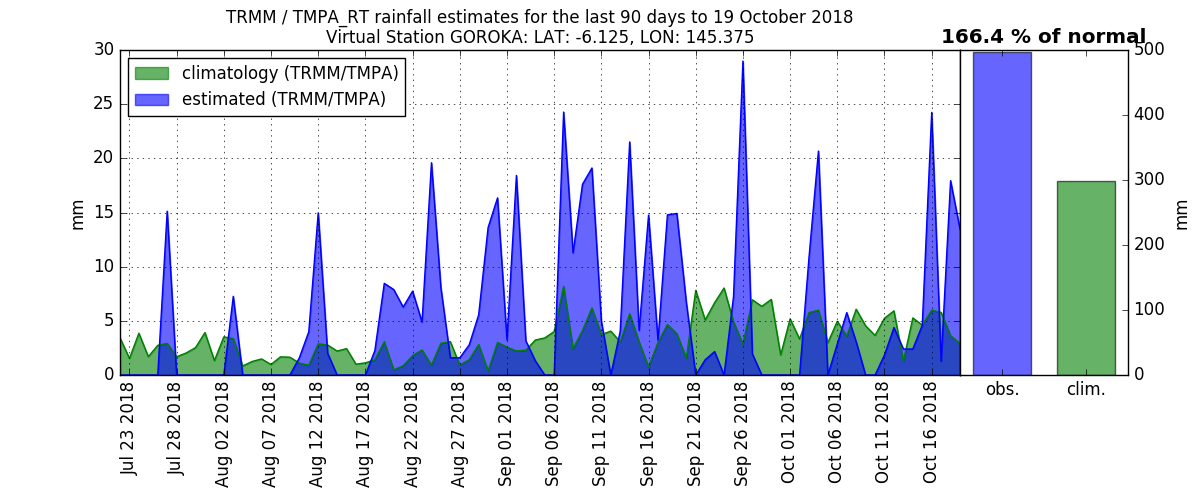 TRMM / TMPA_RT rainfall estimates for the last 90 days to 19 October 2018
Virtual Station GOROKA: LAT: -6.125, LON: 145.375
166.4 % of normal
climatology (TRMM/TMPA)
estimated (TRMM/TMPA)
30
25
20
15
10
5
0
mm
500
400
300
200
100
0
mm
Jul 23 2018
Jul 28 2018
Aug 02 2018
Aug 07 2018
Aug 12 2018
Aug 17 2018
Aug 22 2018
Aug 27 2018
Sep 01 2018
Sep 06 2018
Sep 11 2018
Sep 16 2018
Sep 21 2018
Sep 26 2018
Oct 01 2018
Oct 06 2018
Oct 11 2018
Oct 16 2018
obs.
clim.